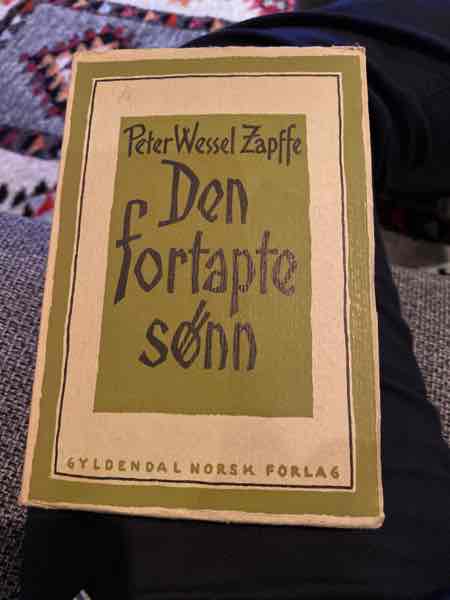 Peter Wessel Zapffe
Den
fortapte
sønn
GYLDENDAL NORSK FORLAG